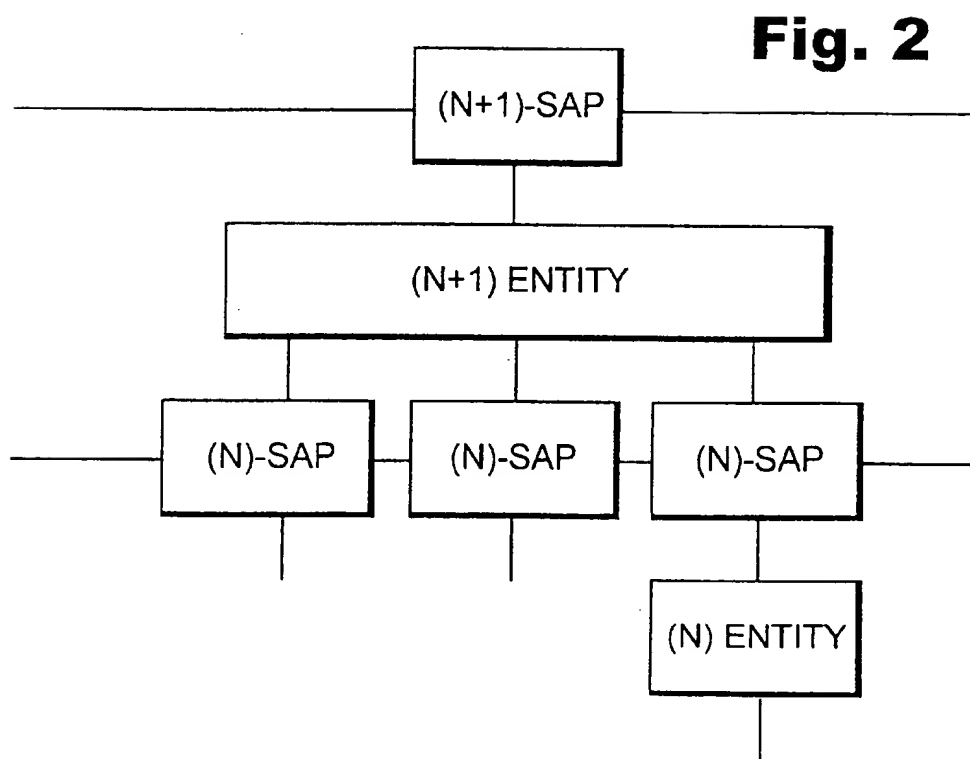 Fig. 2
(N+1)-SAP
(N+1) ENTITY
(N)-SAP
(N)-SAP
(N)-SAP
(N) ENTITY